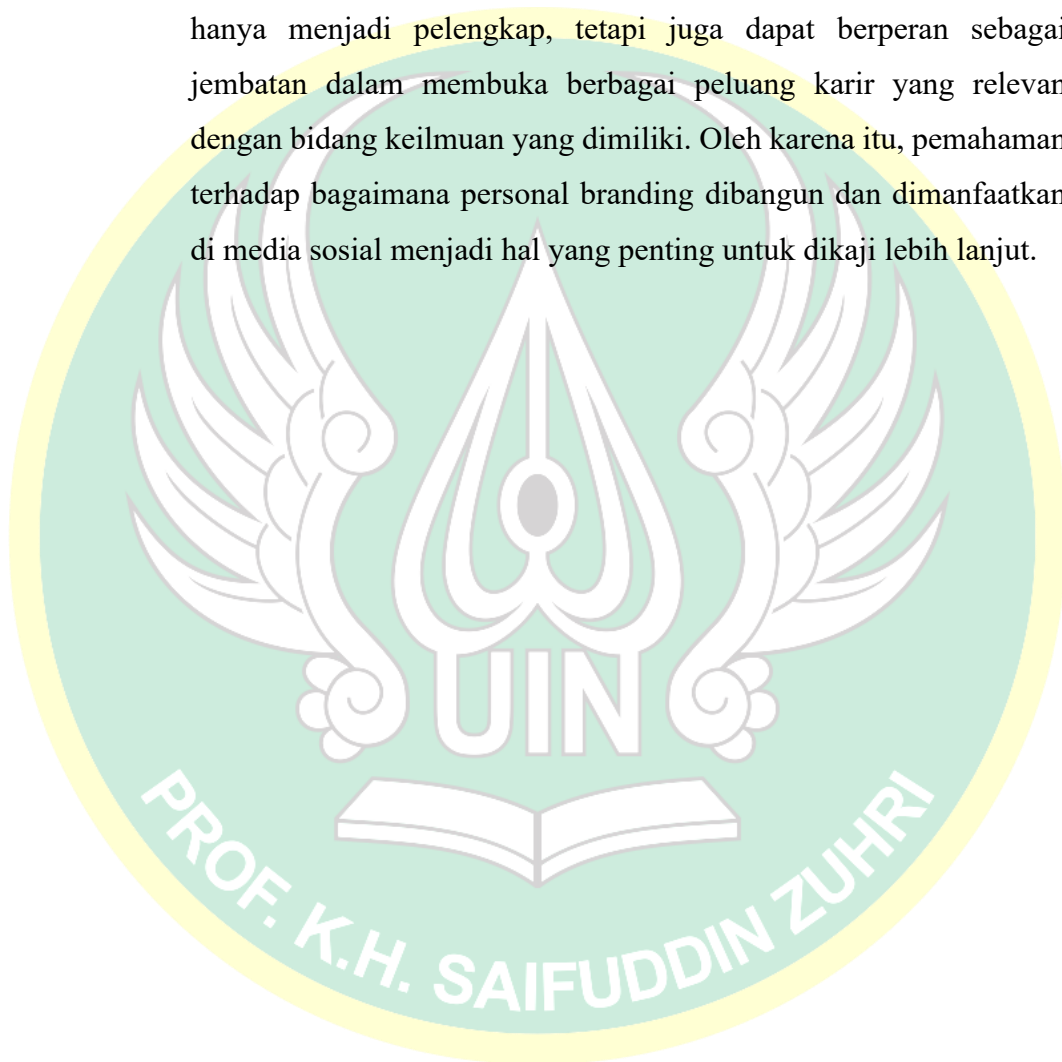 hanya menjadi pelengkap, tetapi juga dapat berperan sebagai
jembatan dalam membuka berbagai peluang karir yang relevan
dengan bidang keilmuan yang dimiliki. Oleh karena itu, pemahaman
terhadap bagaimana personal branding dibangun dan dimanfaatkan
di media sosial menjadi hal yang penting untuk dikaji lebih lanjut.
UIN
PROF. K.H. SAIFUDDIN ZUHRI